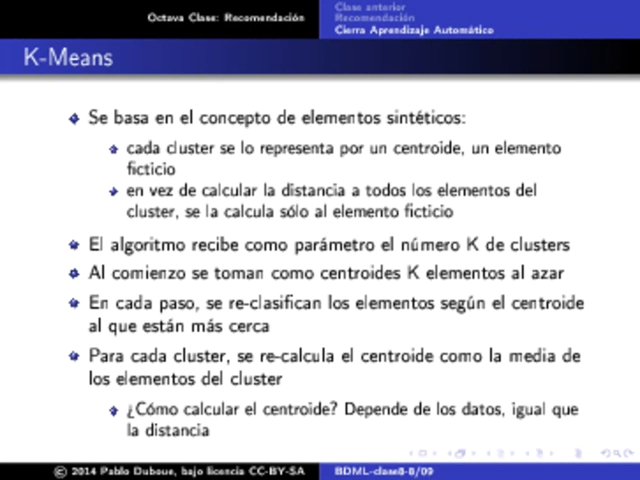 Octava Clase: Recomendación
Clase anterior
Recomendación
Cierra Aprendizaje Automático
K-Means
Se basa en el concepto de elementos sintéticos:
cada cluster se lo representa por un centroide, un elemento
ficticio
en vez de calcular la distancia a todos los elementos del
cluster, se la calcula sólo al elemento ficticio
El algoritmo recibe como parámetro el número K de clusters
Al comienzo se toman como centroides K elementos al azar
En cada paso, se re-clasifican los elementos según el centroide
al que están más cerca
Para cada cluster, se re-calcula el centroide como la media de
los elementos del cluster
¿Cómo calcular el centroide? Depende de los datos, igual que
la distancia
© 2014 Pablo Duboue, bajo licencia CC-BY-SA
BDML-clase8-8/09